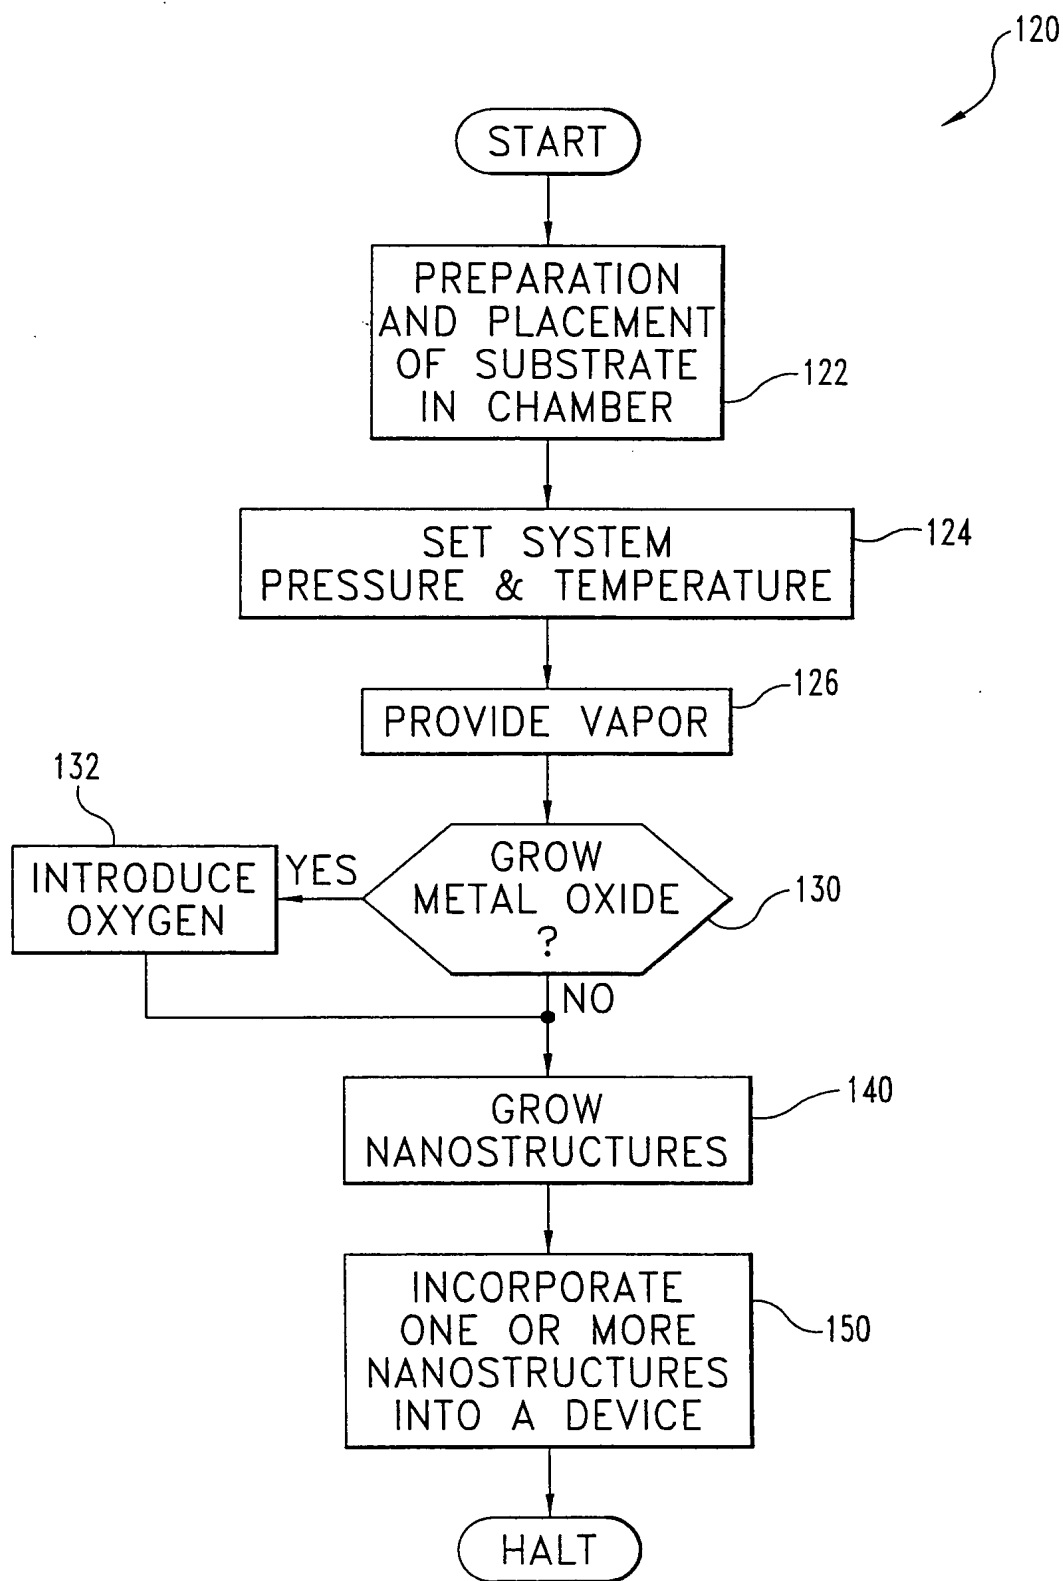 120
START
PREPARATION
AND PLACEMENT
OF SUBSTRATE
IN CHAMBER
122
SET SYSTEM
PRESSURE & TEMPERATURE
124
PROVIDE VAPOR
126
GROW
METAL OXIDE
?
130
YES
132
INTRODUCE
OXYGEN
NO
GROW
NANOSTRUCTURES
140
INCORPORATE
ONE OR MORE
NANOSTRUCTURES
INTO A DEVICE
150
HALT